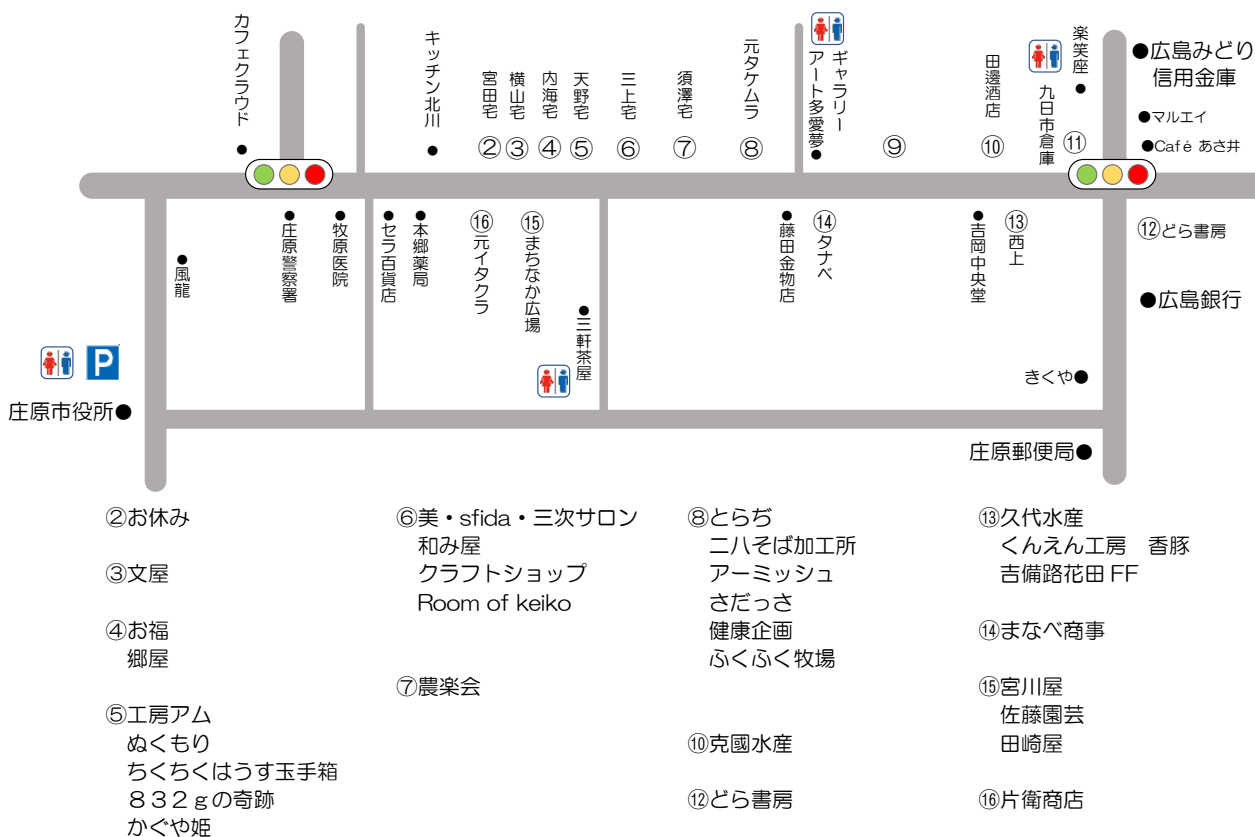 カフェクラウド
キッチン北川
宮田宅
②
横山宅
③
内海宅
④
天野宅
⑤
三上宅
⑥
須澤宅
⑦
元タケムラ
⑧
ギャラリー
アート多愛夢
⑨
田邊酒店
⑩
九日市倉庫
楽笑座
⑪
●広島みどり
信用金庫
●マルエイ
●Café あさ井
風龍
庄原警察署
牧原医院
セラ百貨店
本郷薬局
⑯元イタクラ
⑮まちなか広場
三軒茶屋
藤田金物店
⑭タナベ
吉岡中央堂
⑬西上
⑫どら書房
●広島銀行
きくや●
P
庄原市役所●
庄原郵便局●
②お休み
③文屋
④お福
郷屋
⑤工房アム
ぬくもり
ちくちくはうす玉手箱
832gの奇跡
かぐや姫
⑥美・sfida・三次サロン
和み屋
クラフトショップ
Room of keiko
⑦農楽会
⑧とらぢ
二八そば加工所
アーミッシュ
さだっさ
健康企画
ふくふく牧場
⑩克國水産
⑫どら書房
⑬久代水産
くんえん工房　香豚
吉備路花田FF
⑭まなべ商事
⑮宮川屋
佐藤園芸
田崎屋
⑯片衛商店